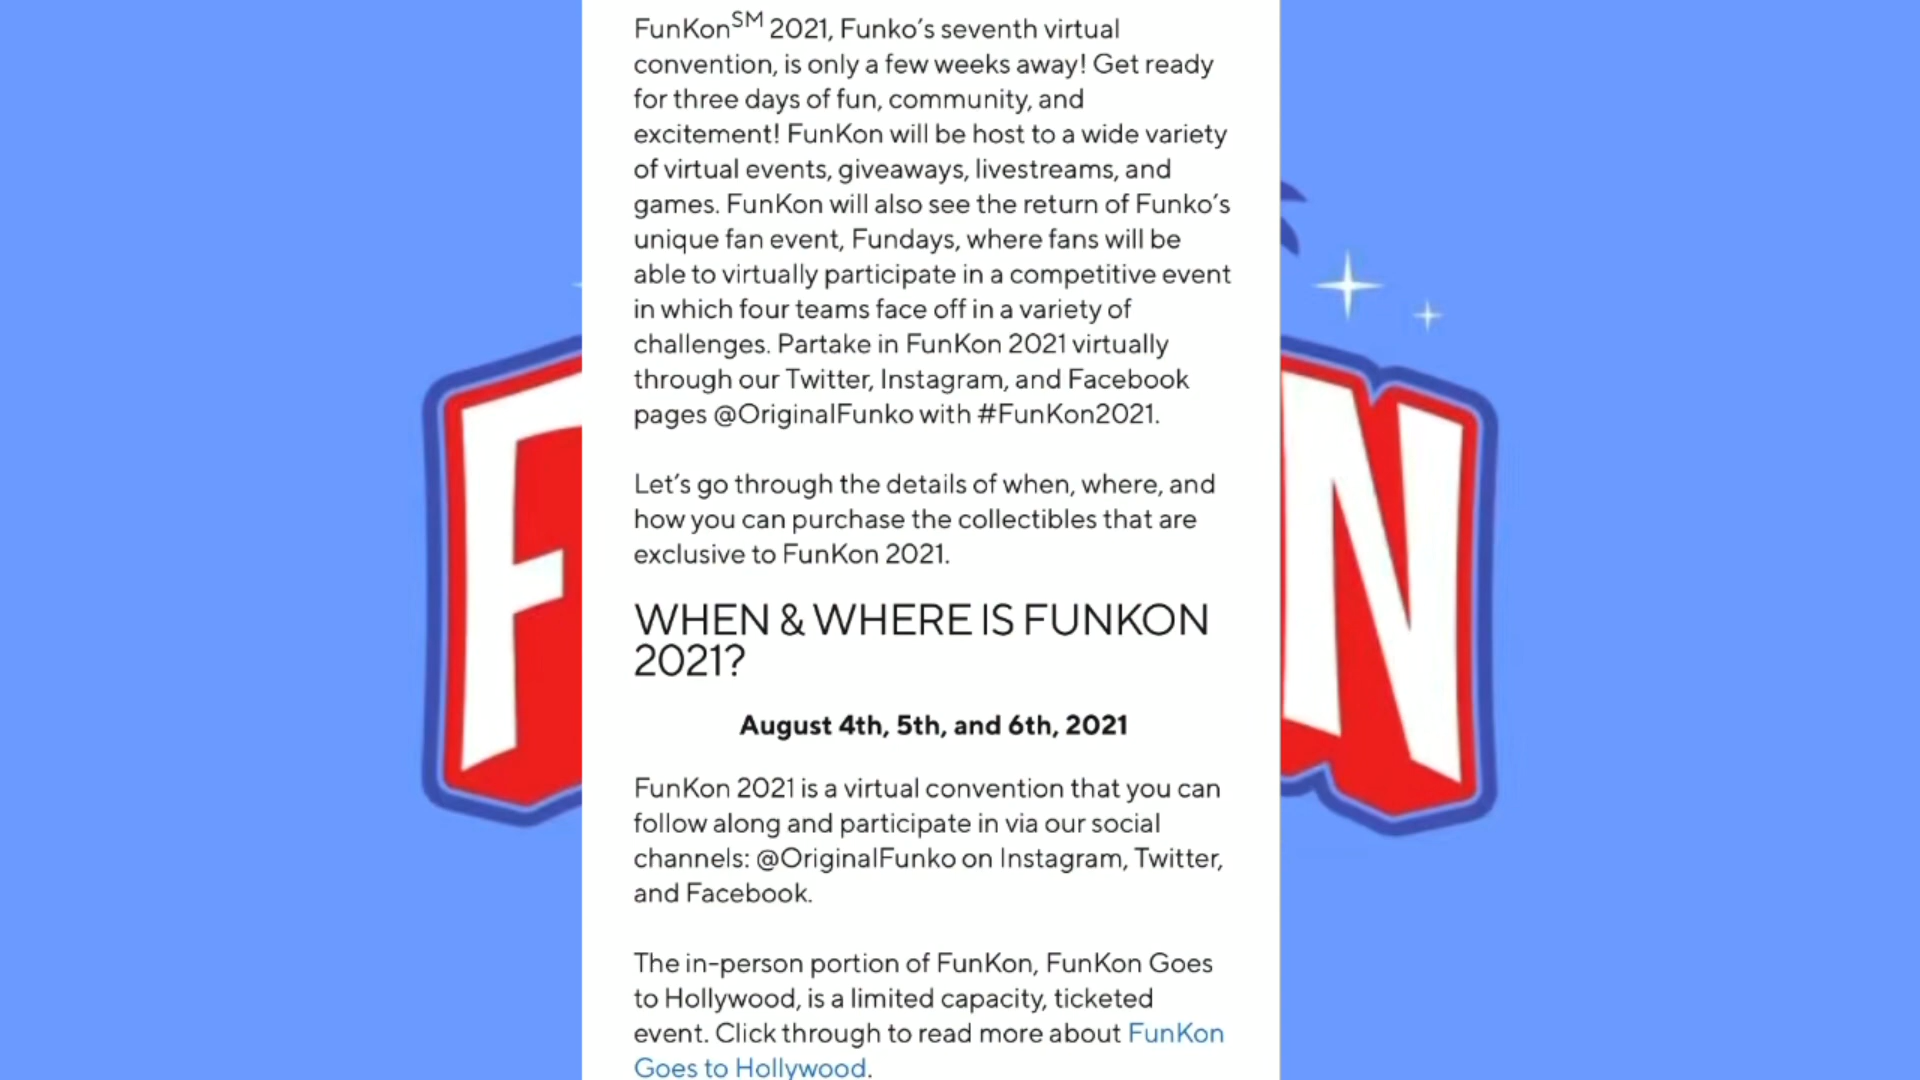 FunKonSM 2021, Funko's seventh virtual
convention, is only a few weeks away! Get ready
for three days of fun, community, and
excitement! FunKon will be host to a wide variety
of virtual events, giveaways, livestreams, and
games. FunKon will also see the return of Funko's
unique fan event, Fundays, where fans will be
able to virtually participate in a competitive event
in which four teams face off in a variety of
challenges. Partake in FunKon 2021 virtually
through our Twitter, Instagram, and Facebook
pages @OriginalFunko with #FunKon2021.
Let's go through the details of when, where, and
how you can purchase the collectibles that are
exclusive to FunKon 2021.
WHEN & WHERE IS FUNKON
2021?
August 4th, 5th, and 6th, 2021
FunKon 2021 is a virtual convention that you can
follow along and participate in via our social
channels: @OriginalFunko on Instagram, Twitter,
and Facebook.
The in-person portion of FunKon, FunKon Goes
to Hollywood, is a limited capacity, ticketed
event. Click through to read more about FunKon
Goes to Hollywood.
F
N